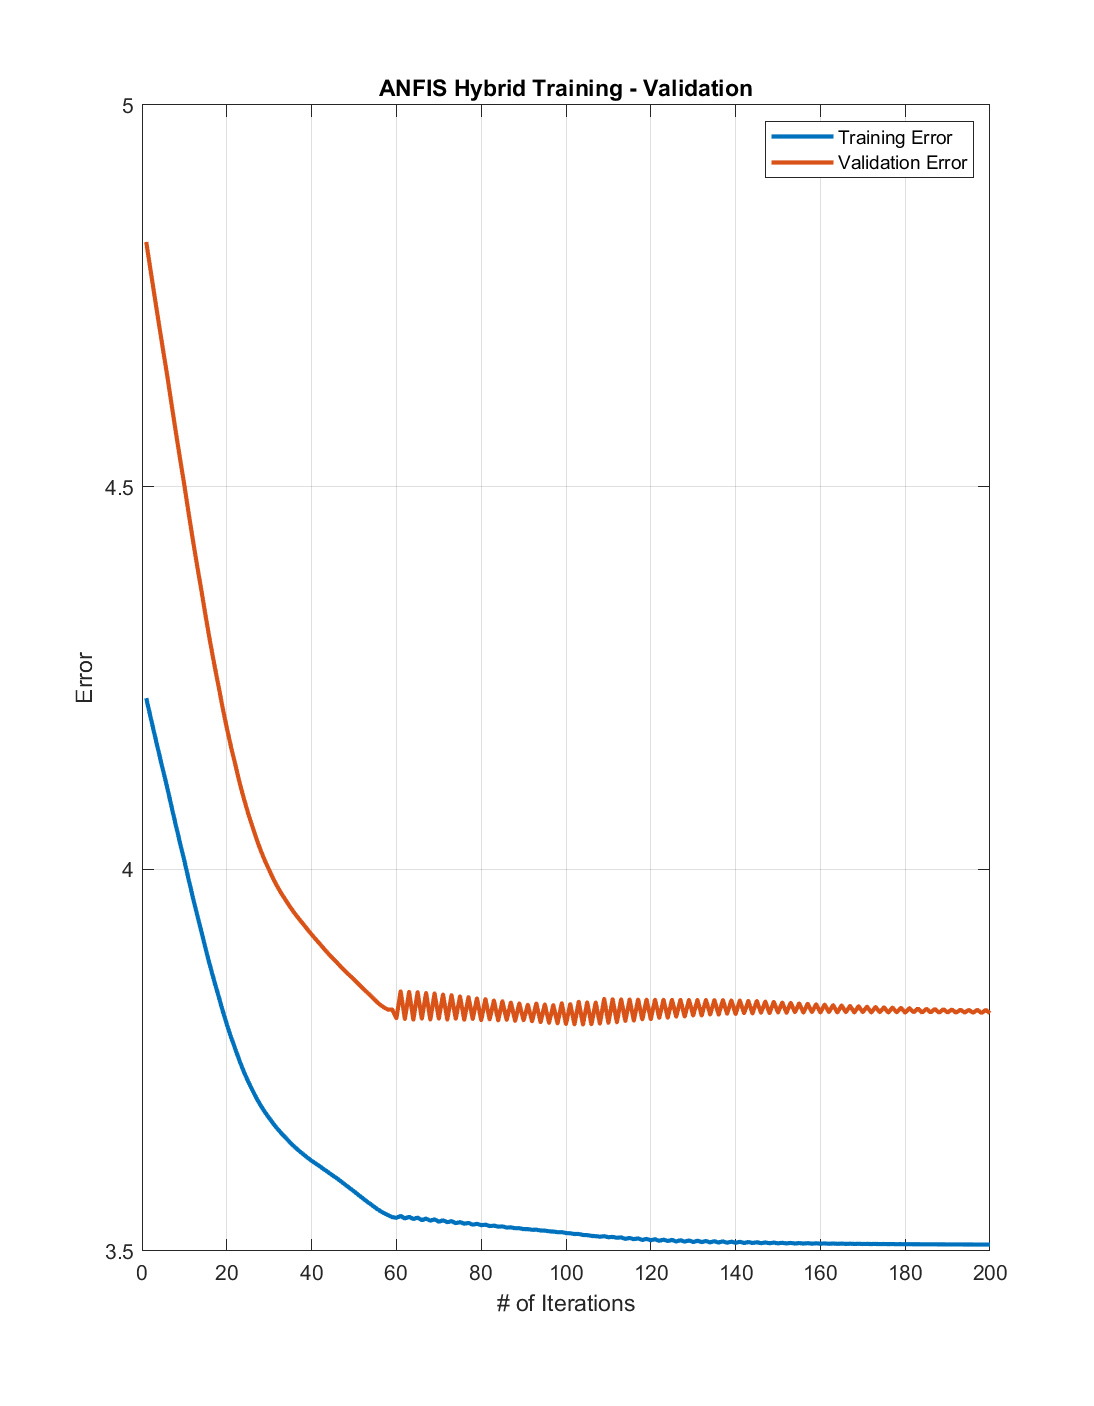 ANFIS Hybrid Training - Validation
Training Error
Validation Error
5
4.5
4
3.5
Error
0 20 40 60 80 100 120 140 160 180 200
# of Iterations